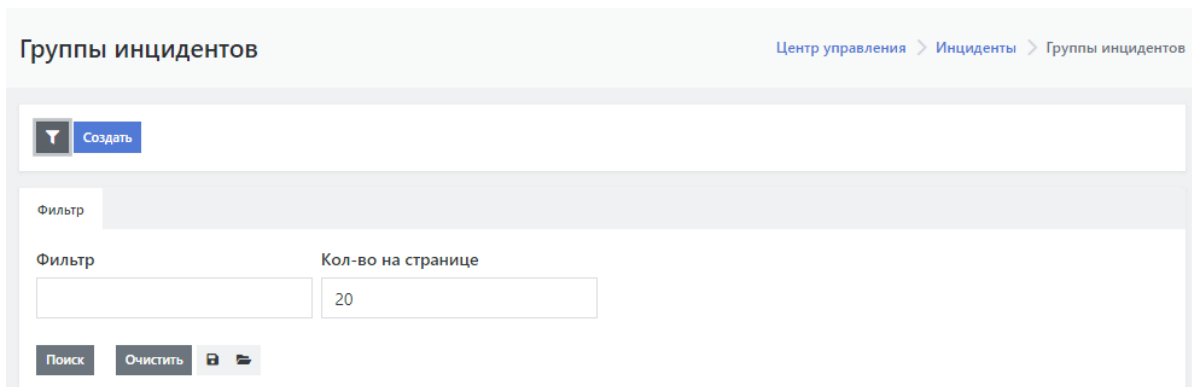 Группы инцидентов
Центр управления > Инциденты > Группы инцидентов
Создать
Фильтр
Фильтр Кол-во на странице
20
Поиск Очистить